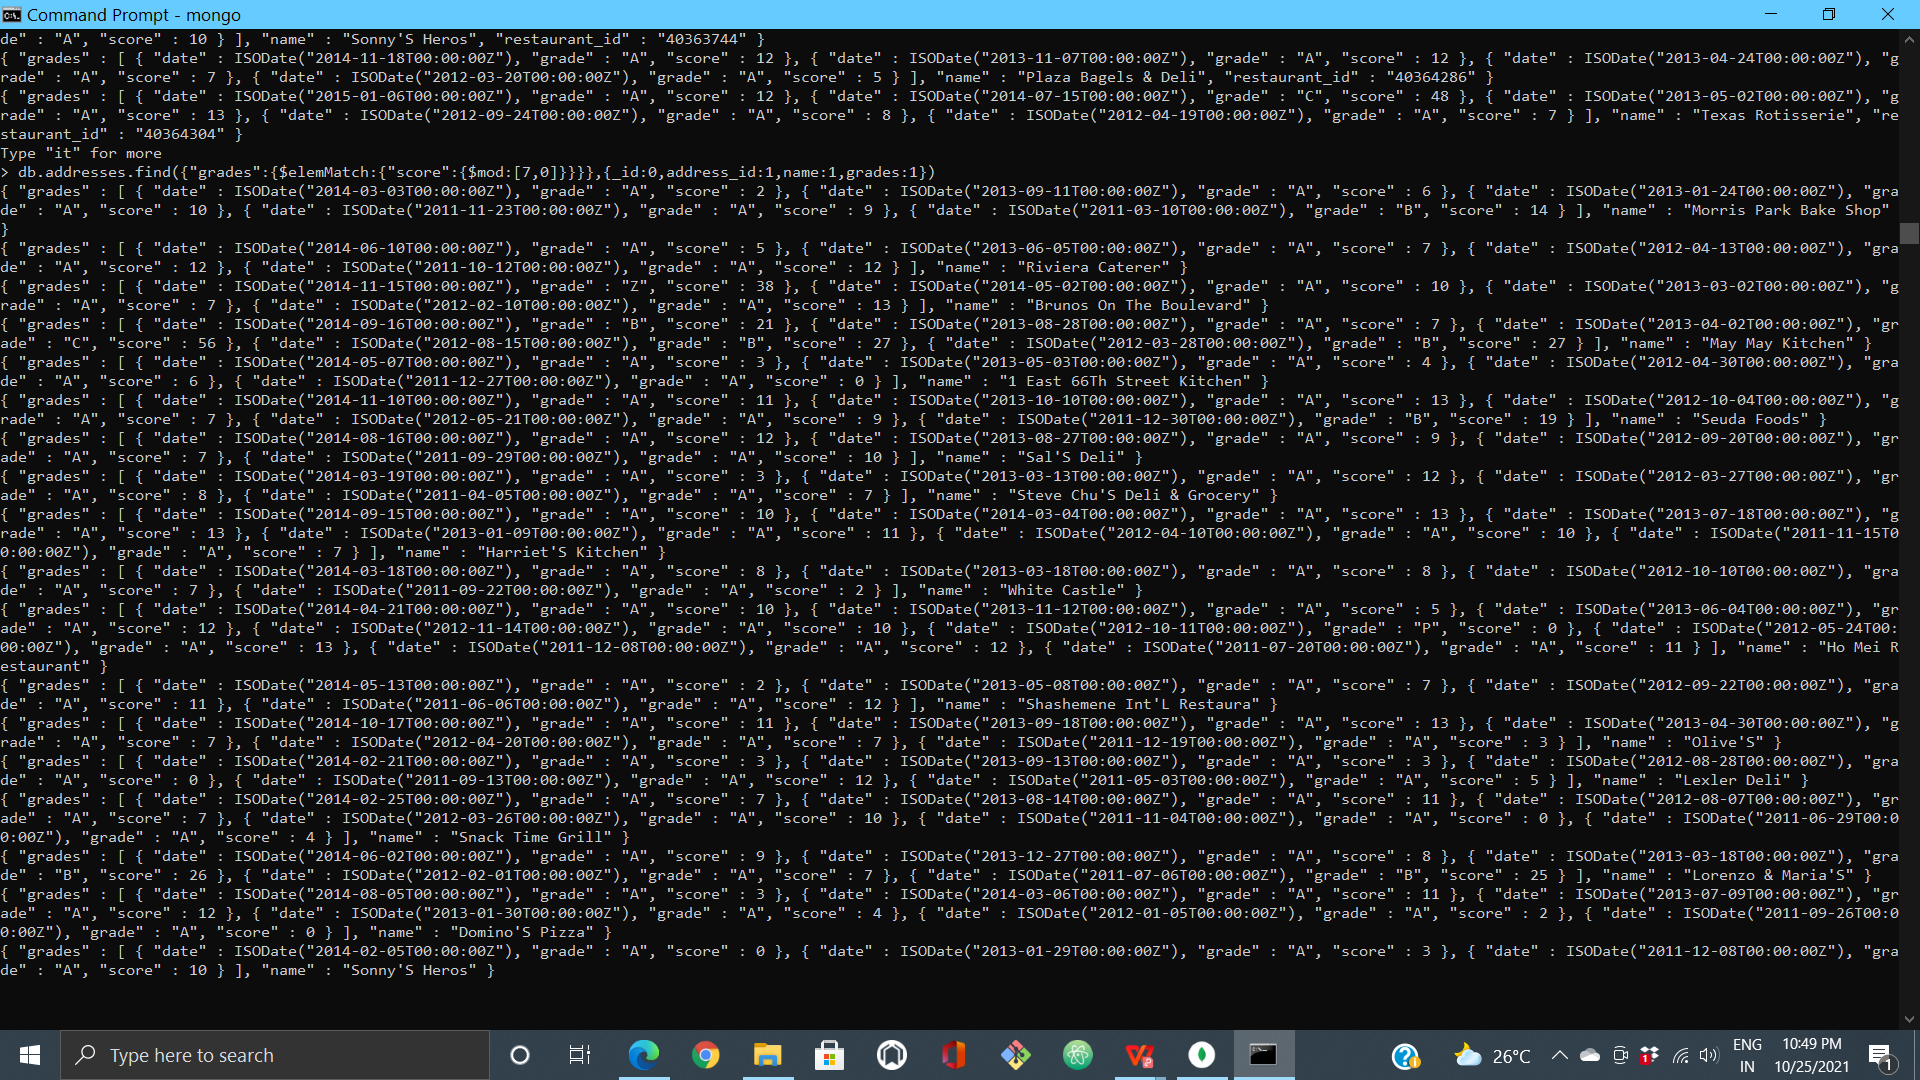 Command Prompt - mongo
de" : "A", "score" : 10 } ], "name" : "Sonny'S Heros", "restaurant_id" : "40363744" }
{ "grades" : [ { "date" : ISODate("2014-11-18T00:00:00Z"), "grade" : "A", "score" : 12 }, { "date" : ISODate("2013-11-07T00:00:00Z"), "grade" : "A", "score" : 12 }, { "date" : ISODate("2013-04-24T00:00:00Z"), "g
rade" : "A", "score" : 7 }, { "date" : ISODate("2012-03-20T00:00:00Z"), "grade" : "A", "score" : 5 } ], "name" : "Plaza Bagels & Deli", "restaurant_id" : "40364286" }
{ "grades" : [ { "date" : ISODate("2015-01-06T00:00:00Z"), "grade" : "A", "score" : 12 }, { "date" : ISODate("2014-07-15T00:00:00Z"), "grade" : "C", "score" : 48 }, { "date" : ISODate("2013-05-02T00:00:00Z"), "g
rade" : "A", "score" : 13 }, { "date" : ISODate("2012-09-24T00:00:00Z"), "grade" : "A", "score" : 8 }, { "date" : ISODate("2012-04-19T00:00:00Z"), "grade" : "A", "score" : 7 } ], "name" : "Texas Rotisserie", "re
staurant_id" : "40364304" }
Type "it" for more
> db.addresses.find({"grades":{$elemMatch:{"score":{$mod:[7,0]}}}},{_id:0,address_id:1,name:1,grades:1})
{ "grades" : [ { "date" : ISODate("2014-03-03T00:00:00Z"), "grade" : "A", "score" : 2 }, { "date" : ISODate("2013-09-11T00:00:00Z"), "grade" : "A", "score" : 6 }, { "date" : ISODate("2013-01-24T00:00:00Z"), "gra
de" : "A", "score" : 10 }, { "date" : ISODate("2011-11-23T00:00:00Z"), "grade" : "A", "score" : 9 }, { "date" : ISODate("2011-03-10T00:00:00Z"), "grade" : "B", "score" : 14 } ], "name" : "Morris Park Bake Shop"
}
{ "grades" : [ { "date" : ISODate("2014-06-10T00:00:00Z"), "grade" : "A", "score" : 5 }, { "date" : ISODate("2013-06-05T00:00:00Z"), "grade" : "A", "score" : 7 }, { "date" : ISODate("2012-04-13T00:00:00Z"), "gra
de" : "A", "score" : 12 }, { "date" : ISODate("2011-10-12T00:00:00Z"), "grade" : "A", "score" : 12 } ], "name" : "Riviera Caterer" }
{ "grades" : [ { "date" : ISODate("2014-11-15T00:00:00Z"), "grade" : "Z", "score" : 38 }, { "date" : ISODate("2014-05-02T00:00:00Z"), "grade" : "A", "score" : 10 }, { "date" : ISODate("2013-03-02T00:00:00Z"), "g
rade" : "A", "score" : 7 }, { "date" : ISODate("2012-02-10T00:00:00Z"), "grade" : "A", "score" : 13 } ], "name" : "Brunos On The Boulevard" }
{ "grades" : [ { "date" : ISODate("2014-09-16T00:00:00Z"), "grade" : "B", "score" : 21 }, { "date" : ISODate("2013-08-28T00:00:00Z"), "grade" : "A", "score" : 7 }, { "date" : ISODate("2013-04-02T00:00:00Z"), "gr
ade" : "C", "score" : 56 }, { "date" : ISODate("2012-08-15T00:00:00Z"), "grade" : "B", "score" : 27 }, { "date" : ISODate("2012-03-28T00:00:00Z"), "grade" : "B", "score" : 27 } ], "name" : "May May Kitchen" }
{ "grades" : [ { "date" : ISODate("2014-05-07T00:00:00Z"), "grade" : "A", "score" : 3 }, { "date" : ISODate("2013-05-03T00:00:00Z"), "grade" : "A", "score" : 4 }, { "date" : ISODate("2012-04-30T00:00:00Z"), "gra
de" : "A", "score" : 6 }, { "date" : ISODate("2011-12-27T00:00:00Z"), "grade" : "A", "score" : 0 } ], "name" : "1 East 66Th Street Kitchen" }
{ "grades" : [ { "date" : ISODate("2014-11-10T00:00:00Z"), "grade" : "A", "score" : 11 }, { "date" : ISODate("2013-10-10T00:00:00Z"), "grade" : "A", "score" : 13 }, { "date" : ISODate("2012-10-04T00:00:00Z"), "g
rade" : "A", "score" : 7 }, { "date" : ISODate("2012-05-21T00:00:00Z"), "grade" : "A", "score" : 9 }, { "date" : ISODate("2011-12-30T00:00:00Z"), "grade" : "B", "score" : 19 } ], "name" : "Seuda Foods" }
{ "grades" : [ { "date" : ISODate("2014-08-16T00:00:00Z"), "grade" : "A", "score" : 12 }, { "date" : ISODate("2013-08-27T00:00:00Z"), "grade" : "A", "score" : 9 }, { "date" : ISODate("2012-09-20T00:00:00Z"), "gr
ade" : "A", "score" : 7 }, { "date" : ISODate("2011-09-29T00:00:00Z"), "grade" : "A", "score" : 10 } ], "name" : "Sal'S Deli" }
{ "grades" : [ { "date" : ISODate("2014-03-19T00:00:00Z"), "grade" : "A", "score" : 3 }, { "date" : ISODate("2013-03-13T00:00:00Z"), "grade" : "A", "score" : 12 }, { "date" : ISODate("2012-03-27T00:00:00Z"), "gr
ade" : "A", "score" : 8 }, { "date" : ISODate("2011-04-05T00:00:00Z"), "grade" : "A", "score" : 7 } ], "name" : "Steve Chu'S Deli & Grocery" }
{ "grades" : [ { "date" : ISODate("2014-09-15T00:00:00Z"), "grade" : "A", "score" : 10 }, { "date" : ISODate("2014-03-04T00:00:00Z"), "grade" : "A", "score" : 13 }, { "date" : ISODate("2013-07-18T00:00:00Z"), "g
rade" : "A", "score" : 13 }, { "date" : ISODate("2013-01-09T00:00:00Z"), "grade" : "A", "score" : 11 }, { "date" : ISODate("2012-04-10T00:00:00Z"), "grade" : "A", "score" : 10 }, { "date" : ISODate("2011-11-15T0
0:00:00Z"), "grade" : "A", "score" : 7 } ], "name" : "Harriet'S Kitchen" }
{ "grades" : [ { "date" : ISODate("2014-03-18T00:00:00Z"), "grade" : "A", "score" : 8 }, { "date" : ISODate("2013-03-18T00:00:00Z"), "grade" : "A", "score" : 8 }, { "date" : ISODate("2012-10-10T00:00:00Z"), "gra
de" : "A", "score" : 7 }, { "date" : ISODate("2011-09-22T00:00:00Z"), "grade" : "A", "score" : 2 } ], "name" : "White Castle" }
{ "grades" : [ { "date" : ISODate("2014-04-21T00:00:00Z"), "grade" : "A", "score" : 10 }, { "date" : ISODate("2013-11-12T00:00:00Z"), "grade" : "A", "score" : 5 }, { "date" : ISODate("2013-06-04T00:00:00Z"), "gr
ade" : "A", "score" : 12 }, { "date" : ISODate("2012-11-14T00:00:00Z"), "grade" : "A", "score" : 10 }, { "date" : ISODate("2012-10-11T00:00:00Z"), "grade" : "P", "score" : 0 }, { "date" : ISODate("2012-05-24T00:
00:00Z"), "grade" : "A", "score" : 13 }, { "date" : ISODate("2011-12-08T00:00:00Z"), "grade" : "A", "score" : 12 }, { "date" : ISODate("2011-07-20T00:00:00Z"), "grade" : "A", "score" : 11 } ], "name" : "Ho Mei R
estaurant" }
{ "grades" : [ { "date" : ISODate("2014-05-13T00:00:00Z"), "grade" : "A", "score" : 2 }, { "date" : ISODate("2013-05-08T00:00:00Z"), "grade" : "A", "score" : 7 }, { "date" : ISODate("2012-09-22T00:00:00Z"), "gra
de" : "A", "score" : 11 }, { "date" : ISODate("2011-06-06T00:00:00Z"), "grade" : "A", "score" : 12 } ], "name" : "Shashemene Int'L Restaura" }
{ "grades" : [ { "date" : ISODate("2014-10-17T00:00:00Z"), "grade" : "A", "score" : 11 }, { "date" : ISODate("2013-09-18T00:00:00Z"), "grade" : "A", "score" : 13 }, { "date" : ISODate("2013-04-30T00:00:00Z"), "g
rade" : "A", "score" : 7 }, { "date" : ISODate("2012-04-20T00:00:00Z"), "grade" : "A", "score" : 7 }, { "date" : ISODate("2011-12-19T00:00:00Z"), "grade" : "A", "score" : 3 } ], "name" : "Olive'S" }
{ "grades" : [ { "date" : ISODate("2014-02-21T00:00:00Z"), "grade" : "A", "score" : 3 }, { "date" : ISODate("2013-09-13T00:00:00Z"), "grade" : "A", "score" : 3 }, { "date" : ISODate("2012-08-28T00:00:00Z"), "gra
de" : "A", "score" : 0 }, { "date" : ISODate("2011-09-13T00:00:00Z"), "grade" : "A", "score" : 12 }, { "date" : ISODate("2011-05-03T00:00:00Z"), "grade" : "A", "score" : 5 } ], "name" : "Lexler Deli" }
{ "grades" : [ { "date" : ISODate("2014-02-25T00:00:00Z"), "grade" : "A", "score" : 7 }, { "date" : ISODate("2013-08-14T00:00:00Z"), "grade" : "A", "score" : 11 }, { "date" : ISODate("2012-08-07T00:00:00Z"), "gr
ade" : "A", "score" : 7 }, { "date" : ISODate("2012-03-26T00:00:00Z"), "grade" : "A", "score" : 10 }, { "date" : ISODate("2011-11-04T00:00:00Z"), "grade" : "A", "score" : 0 }, { "date" : ISODate("2011-06-29T00:0
0:00Z"), "grade" : "A", "score" : 4 } ], "name" : "Snack Time Grill" }
{ "grades" : [ { "date" : ISODate("2014-06-02T00:00:00Z"), "grade" : "A", "score" : 9 }, { "date" : ISODate("2013-12-27T00:00:00Z"), "grade" : "A", "score" : 8 }, { "date" : ISODate("2013-03-18T00:00:00Z"), "gra
de" : "B", "score" : 26 }, { "date" : ISODate("2012-02-01T00:00:00Z"), "grade" : "A", "score" : 7 }, { "date" : ISODate("2011-07-06T00:00:00Z"), "grade" : "B", "score" : 25 } ], "name" : "Lorenzo & Maria'S" }
{ "grades" : [ { "date" : ISODate("2014-08-05T00:00:00Z"), "grade" : "A", "score" : 3 }, { "date" : ISODate("2014-03-06T00:00:00Z"), "grade" : "A", "score" : 11 }, { "date" : ISODate("2013-07-09T00:00:00Z"), "gr
ade" : "A", "score" : 12 }, { "date" : ISODate("2013-01-30T00:00:00Z"), "grade" : "A", "score" : 4 }, { "date" : ISODate("2012-01-05T00:00:00Z"), "grade" : "A", "score" : 2 }, { "date" : ISODate("2011-09-26T00:0
0:00Z"), "grade" : "A", "score" : 0 } ], "name" : "Domino'S Pizza" }
{ "grades" : [ { "date" : ISODate("2014-02-05T00:00:00Z"), "grade" : "A", "score" : 0 }, { "date" : ISODate("2013-01-29T00:00:00Z"), "grade" : "A", "score" : 3 }, { "date" : ISODate("2011-12-08T00:00:00Z"), "gra
de" : "A", "score" : 10 } ], "name" : "Sonny'S Heros" }
Type here to search
26°C
ENG
IN
10:49 PM
10/25/2021
1